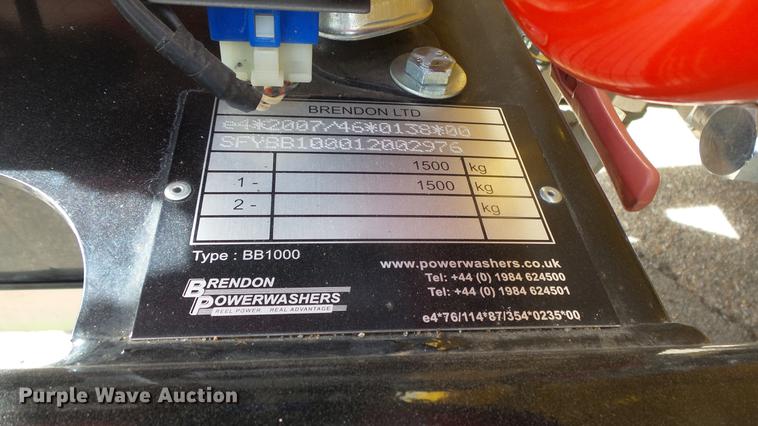 BRENDON LTD
e4*2007/46*0138*00
SFYBB100012002976
1500 kg
1 - 1500 kg
2 - kg
Type : BB1000
www.powerwashers.co.uk
Tel: +44 (0) 1984 624500
Tel: +44 (0) 1984 624501
BRENDON
POWERWASHERS
REEL POWER REAL ADVANTAGE
e4*76/114*87/354*0235*00
Purple Wave Auction